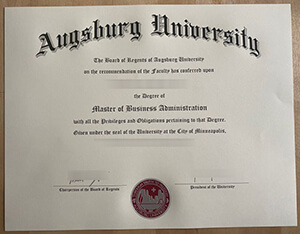 Augsburg University
The Board of Regents of Augsburg University
on the recommendation of the Faculty has conferred upon
the Degree of
Master of Business Administration
with all the Privileges and Obligations pertaining to that Degree.
Given under the seal of the University at the City of Minneapolis,
Chairperson of the Board of Regents
President of the University